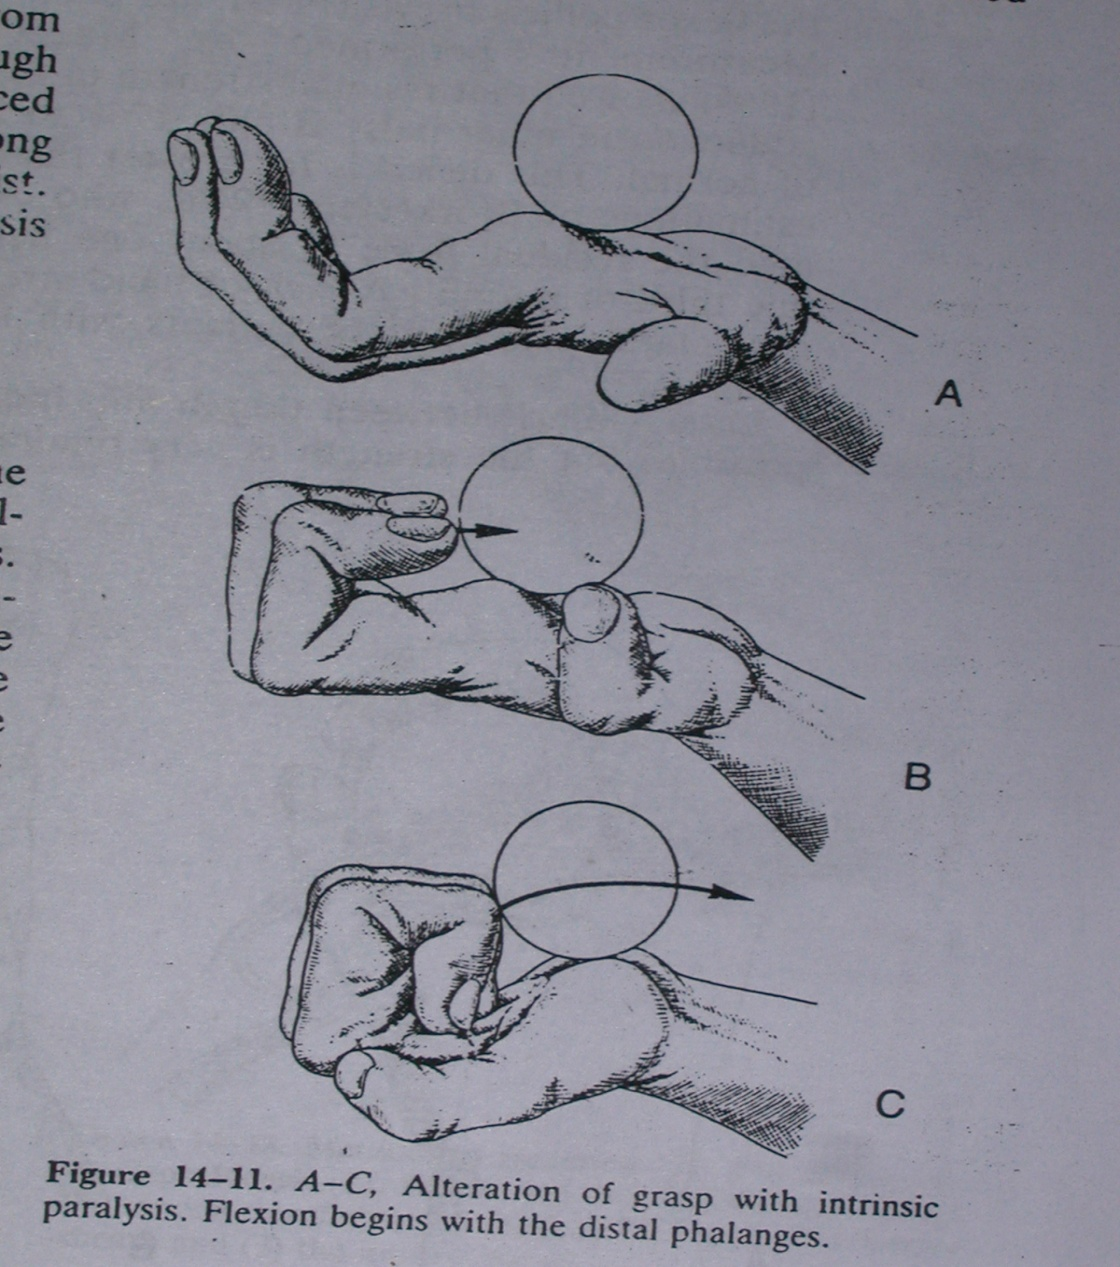 om
ugh
ced
ong
st.
sis
A
l-
s.
-
e
e
B
C
Figure 14–11. A–C, Alteration of grasp with intrinsic
paralysis. Flexion begins with the distal phalanges.